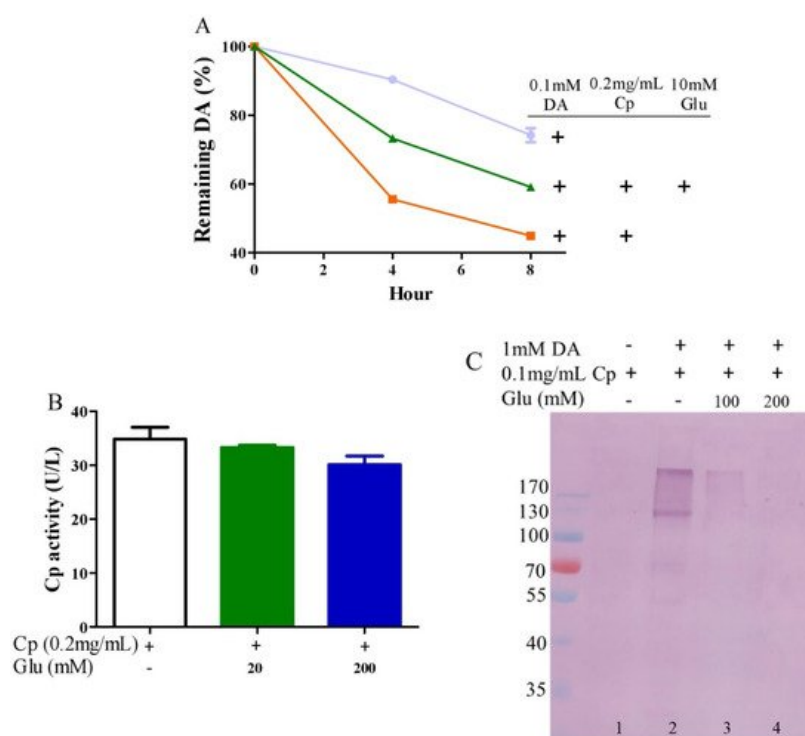 A
Remaining DA (%)
100
80
60
40
0 2 4 6 8
Hour
0.1mM 0.2mg/mL 10mM
DA Cp Glu
+
+ + +
+ +
B
Cp activity (U/L)
40
30
20
10
0
Cp (0.2mg/mL) + + +
Glu (mM) - 20 200
C
1mM DA - + + +
0.1mg/mL Cp + + + +
Glu (mM) - - 100 200
170
130
100
70
55
40
35
1 2 3 4